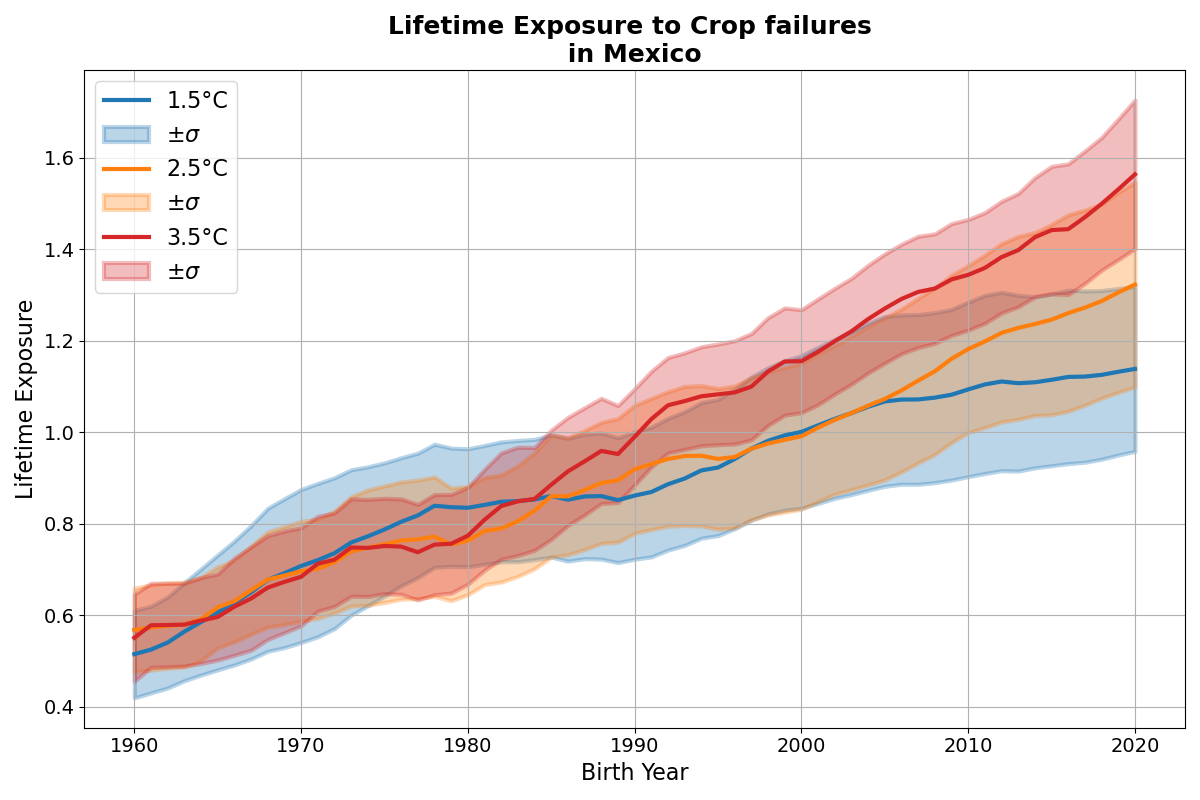 Lifetime Exposure to Crop failures
in Mexico
1.5°C
±σ
2.5°C
±σ
3.5°C
±σ
Lifetime Exposure
1.6
1.4
1.2
1.0
0.8
0.6
0.4
1960
1970
1980
1990
2000
2010
2020
Birth Year